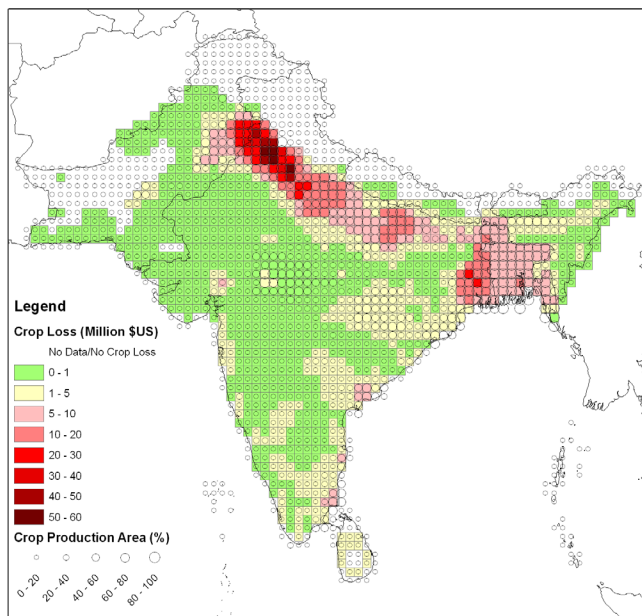 Legend
Crop Loss (Million $US)
No Data/No Crop Loss
0 - 1
1 - 5
5 - 10
10 - 20
20 - 30
30 - 40
40 - 50
50 - 60
Crop Production Area (%)
0 - 20
20 - 40
40 - 60
60 - 80
80 - 100